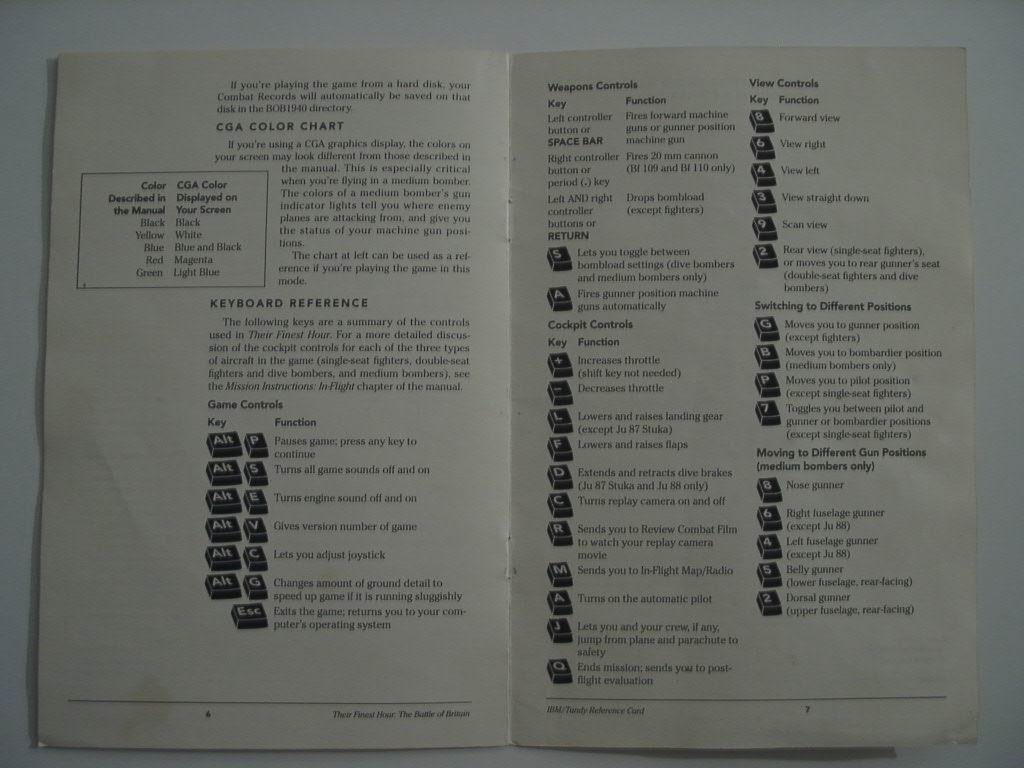 If you're playing the game from a hard disk, your
Combat Records will automatically be saved on that
disk in the BOB1940 directory.
CGA COLOR CHART
If you're using a CGA graphics display, the colors on
your screen may look different from those described in
the manual. This is especially critical
when you're flying in a medium bomber.
The colors of a medium bomber's gun
indicator lights tell you where enemy
planes are attacking from, and give you
the status of your machine gun posi-
tions.
The chart at left can be used as a ref-
erence if you're playing the game in this
mode.
Color CGA Color
Described in Displayed on
the Manual Your Screen
Black Black
Yellow White
Blue Blue and Black
Red Magenta
Green Light Blue
KEYBOARD REFERENCE
The following keys are a summary of the controls
used in Their Finest Hour. For a more detailed discus-
sion of the cockpit controls for each of the three types
of aircraft in the game (single-seat fighters, double-seat
fighters and dive bombers, and medium bombers), see
the Mission Instructions: In-Flight chapter of the manual.
Game Controls
Key Function
Alt P Pauses game; press any key to
continue
Alt S Turns all game sounds off and on
Alt E Turns engine sound off and on
Alt V Gives version number of game
Alt C Lets you adjust joystick
Alt G Changes amount of ground detail to
speed up game if it is running sluggishly
Esc Exits the game; returns you to your com-
puter's operating system
6 Their Finest Hour: The Battle of Britain
Weapons Controls
Key Function
Left controller Fires forward machine
button or guns or gunner position
SPACE BAR machine gun
Right controller Fires 20 mm cannon
button or (Bf 109 and Bf 110 only)
period (.) key
Left AND right Drops bombload
controller (except fighters)
buttons or
RETURN
S Lets you toggle between
bombload settings (dive bombers
and medium bombers only)
A Fires gunner position machine
guns automatically
Cockpit Controls
Key Function
+ Increases throttle
(shift key not needed)
- Decreases throttle
L Lowers and raises landing gear
(except Ju 87 Stuka)
F Lowers and raises flaps
D Extends and retracts dive brakes
(Ju 87 Stuka and Ju 88 only)
C Turns replay camera on and off
R Sends you to Review Combat Film
to watch your replay camera
movie
M Sends you to In-Flight Map/Radio
A Turns on the automatic pilot
J Lets you and your crew, if any,
jump from plane and parachute to
safety
Q Ends mission; sends you to post-
flight evaluation
View Controls
Key Function
8 Forward view
6 View right
4 View left
3 View straight down
9 Scan view
2 Rear view (single-seat fighters),
or moves you to rear gunner's seat
(double-seat fighters and dive
bombers)
Switching to Different Positions
G Moves you to gunner position
(except fighters)
B Moves you to bombardier position
(medium bombers only)
P Moves you to pilot position
(except single-seat fighters)
7 Toggles you between pilot and
gunner or bombardier positions
(except single-seat fighters)
Moving to Different Gun Positions
(medium bombers only)
8 Nose gunner
6 Right fuselage gunner
(except Ju 88)
4 Left fuselage gunner
(except Ju 88)
5 Belly gunner
(lower fuselage, rear-facing)
2 Dorsal gunner
(upper fuselage, rear-facing)
IBM/Tandy Reference Card 7